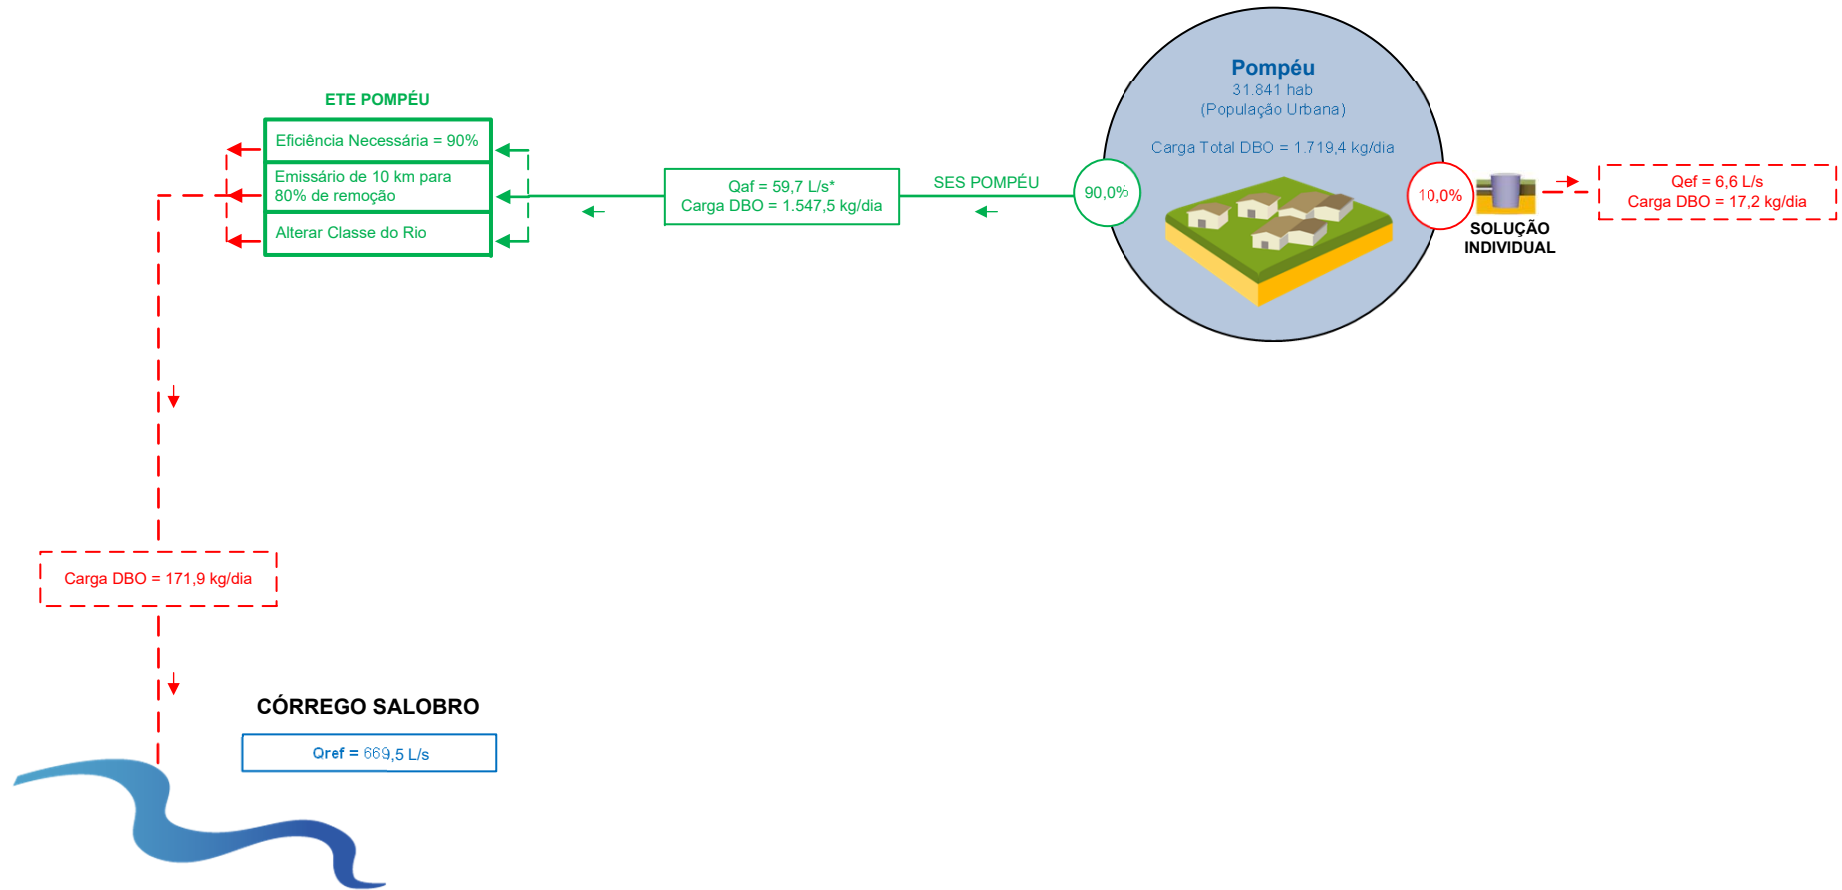 Pompéu
31.841 hab
(População Urbana)
Carga Total DBO = 1.719,4 kg/dia
ETE POMPÉU
Eficiência Necessária = 90%
Emissário de 10 km para
80% de remoção
Alterar Classe do Rio
Qaf = 59,7 L/s*
Carga DBO = 1.547,5 kg/dia
SES POMPÉU
90,0%
10,0%
SOLUÇÃO
INDIVIDUAL
Qef = 6,6 L/s
Carga DBO = 17,2 kg/dia
Carga DBO = 171,9 kg/dia
CÓRREGO SALOBRO
Qref = 669,5 L/s